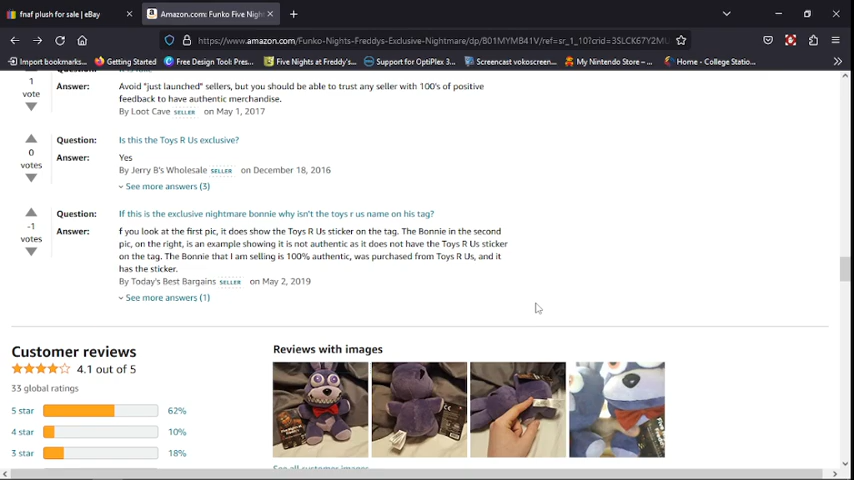 fnaf plush for sale | eBay
Amazon.com: Funko Five Nigh
https://www.amazon.com/Funko-Nights-Freddys-Exclusive-Nightmare/dp/B01MYMB41V/ref=sr_1_10?crid=3SLCK67Y2MU
Import bookmarks...
Getting Started
Free Design Tool: Pres...
Five Nights at Freddy's...
Support for OptiPlex 3...
Screencast vokoscreen...
My Nintendo Store – ...
Home - College Statio...
1
vote
Question:
Answer:
Avoid "just launched" sellers, but you should be able to trust any seller with 100's of positive
feedback to have authentic merchandise.
By Loot Cave SELLER on May 1, 2017
0
votes
Question:
Is this the Toys R Us exclusive?
Answer:
Yes
By Jerry B's Wholesale SELLER on December 18, 2016
See more answers (3)
-1
votes
Question:
If this is the exclusive nightmare bonnie why isn't the toys r us name on his tag?
Answer:
f you look at the first pic, it does show the Toys R Us sticker on the tag. The Bonnie in the second
pic, on the right, is an example showing it is not authentic as it does not have the Toys R Us sticker
on the tag. The Bonnie that I am selling is 100% authentic, was purchased from Toys R Us, and it
has the sticker.
By Today's Best Bargains SELLER on May 2, 2019
See more answers (1)
Customer reviews
4.1 out of 5
33 global ratings
5 star 62%
4 star 10%
3 star 18%
Reviews with images
See all customer images